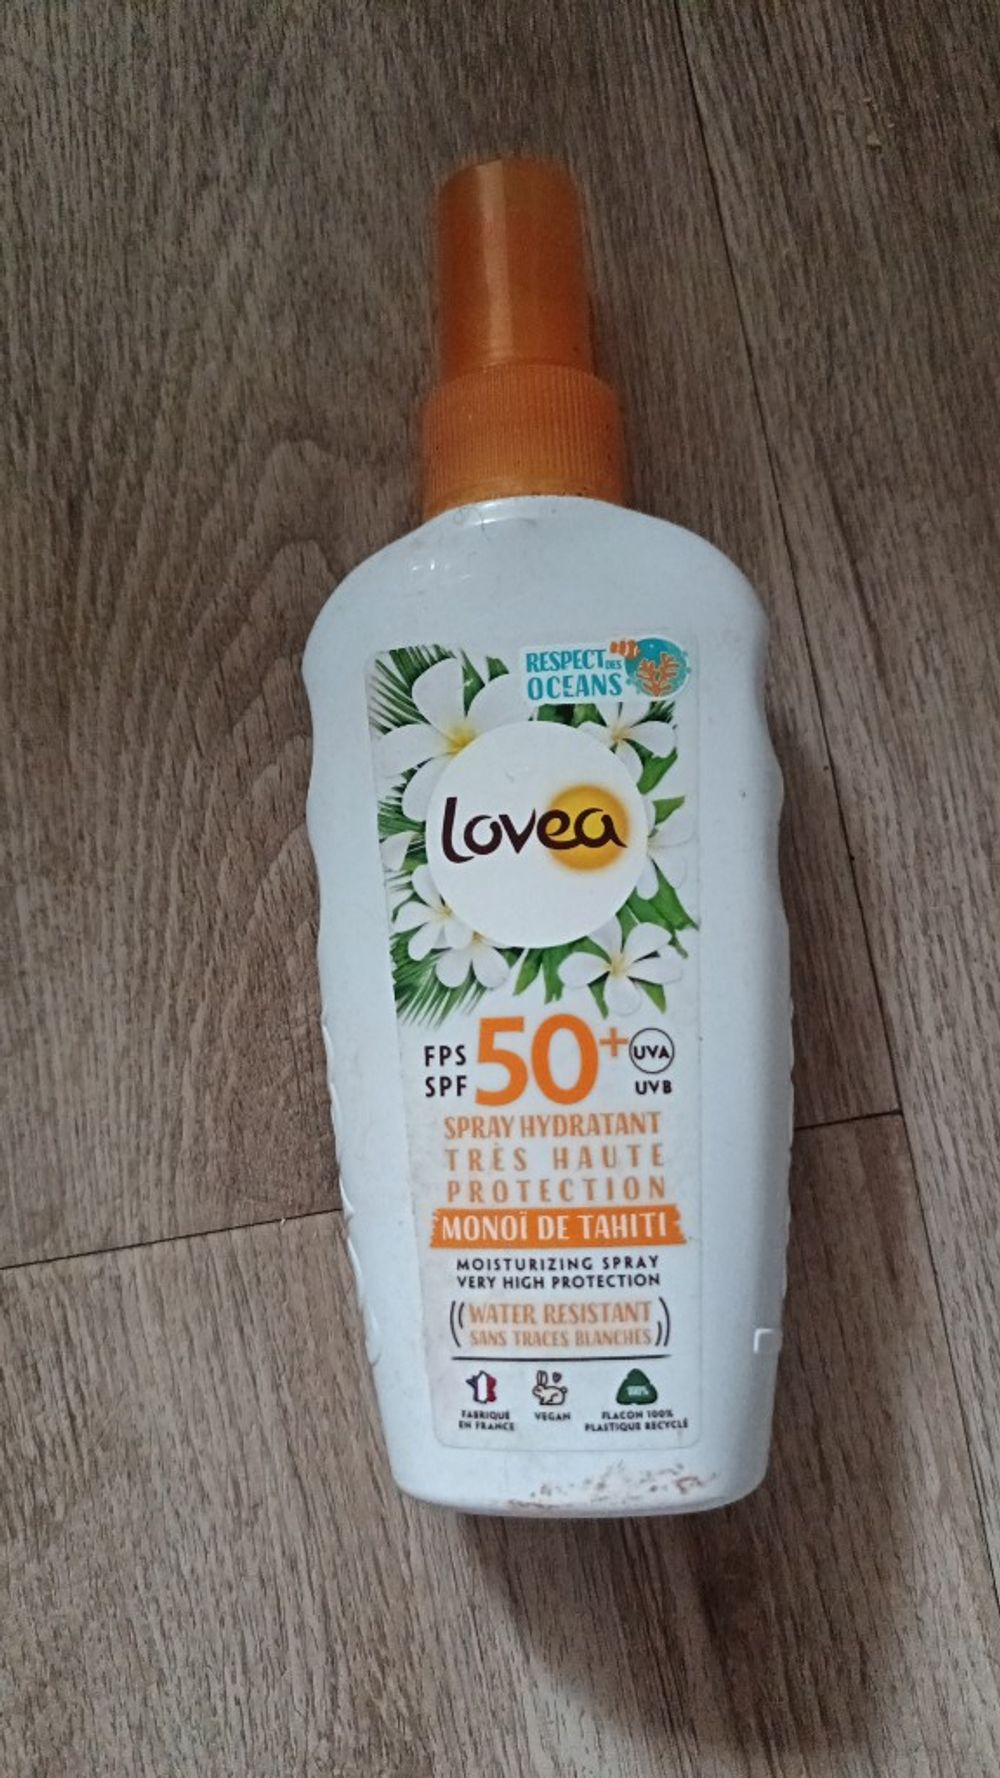 RESPECT DES
OCEANS
Lovea
FPS
SPF
50+
UVA
UVB
SPRAY HYDRATANT
TRÈS HAUTE
PROTECTION
MONOÏ DE TAHITI
MOISTURIZING SPRAY
VERY HIGH PROTECTION
WATER RESISTANT
SANS TRACES BLANCHES
100%
FABRIQUÉ
EN FRANCE
VEGAN
FLACON 100%
PLASTIQUE RECYCLÉ